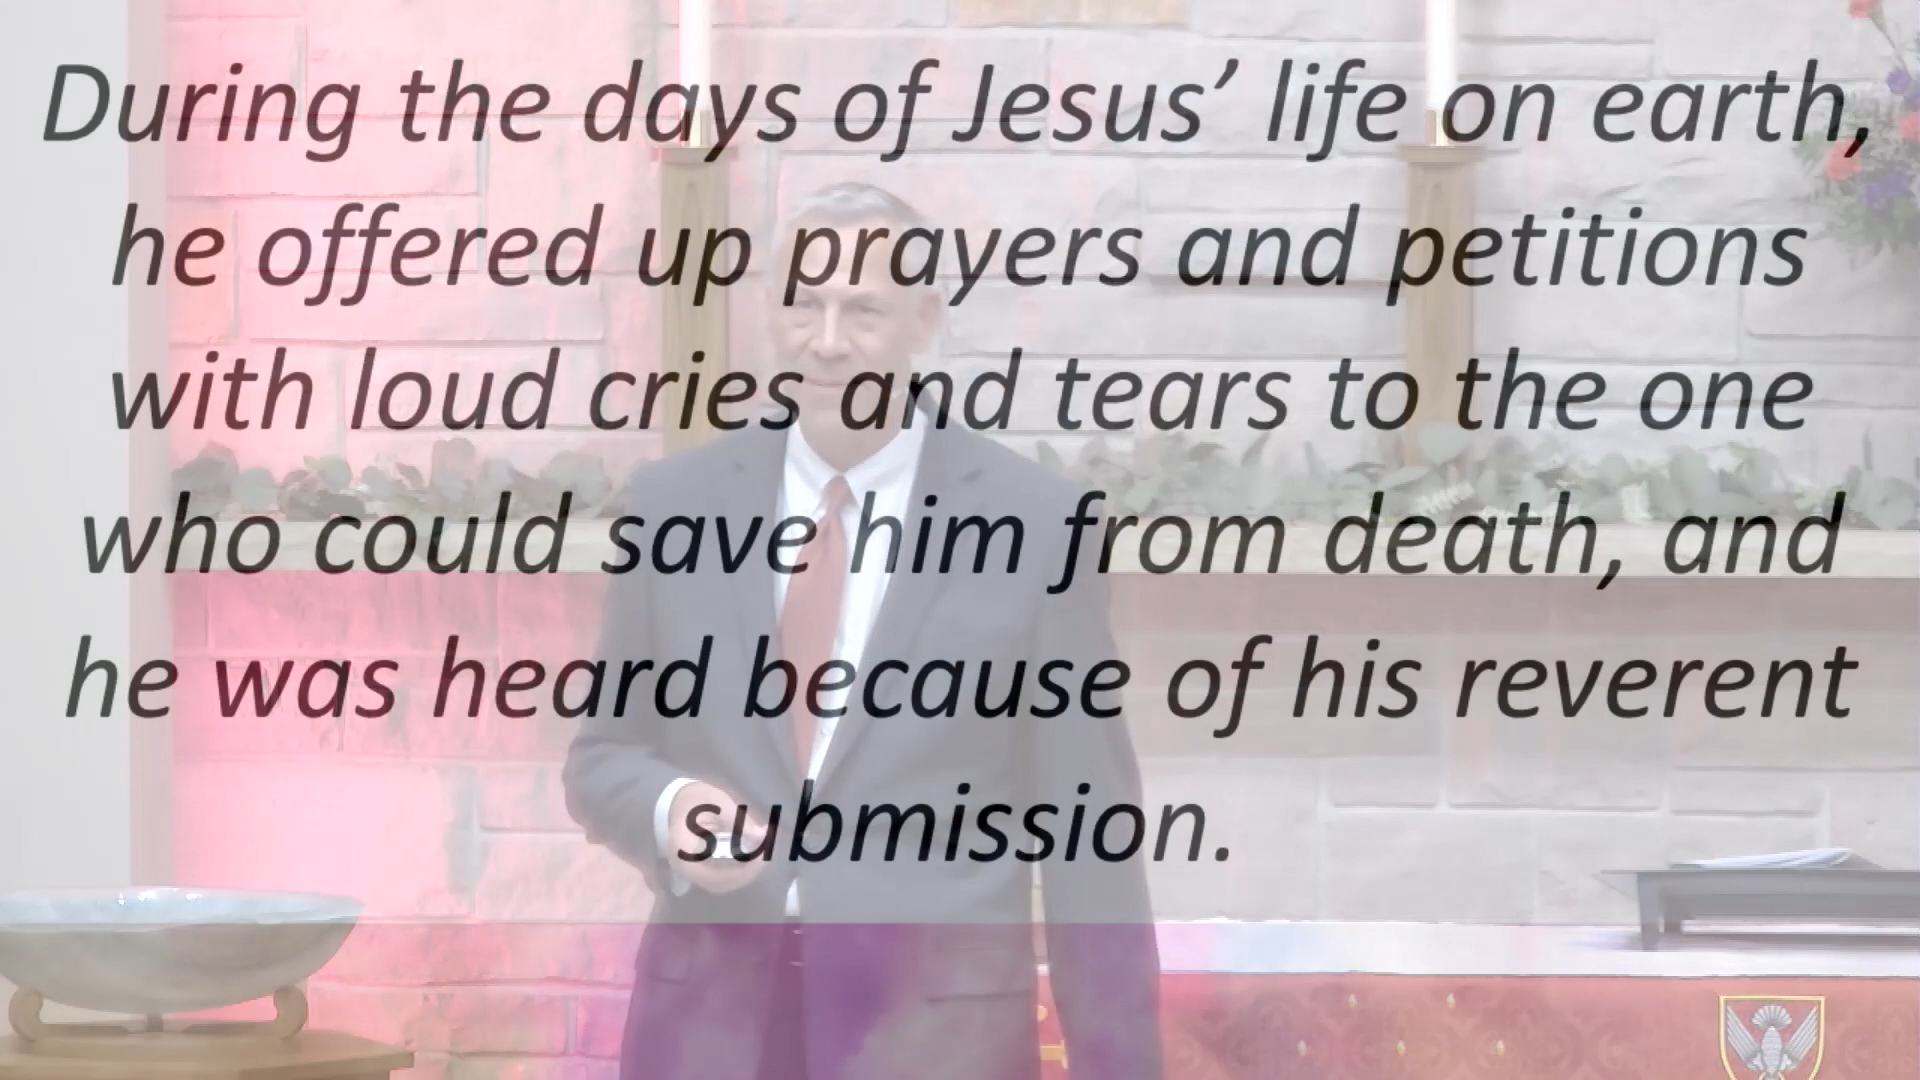 During the days of Jesus’ life on earth,
he offered up prayers and petitions
with loud cries and tears to the one
who could save him from death, and
he was heard because of his reverent
submission.